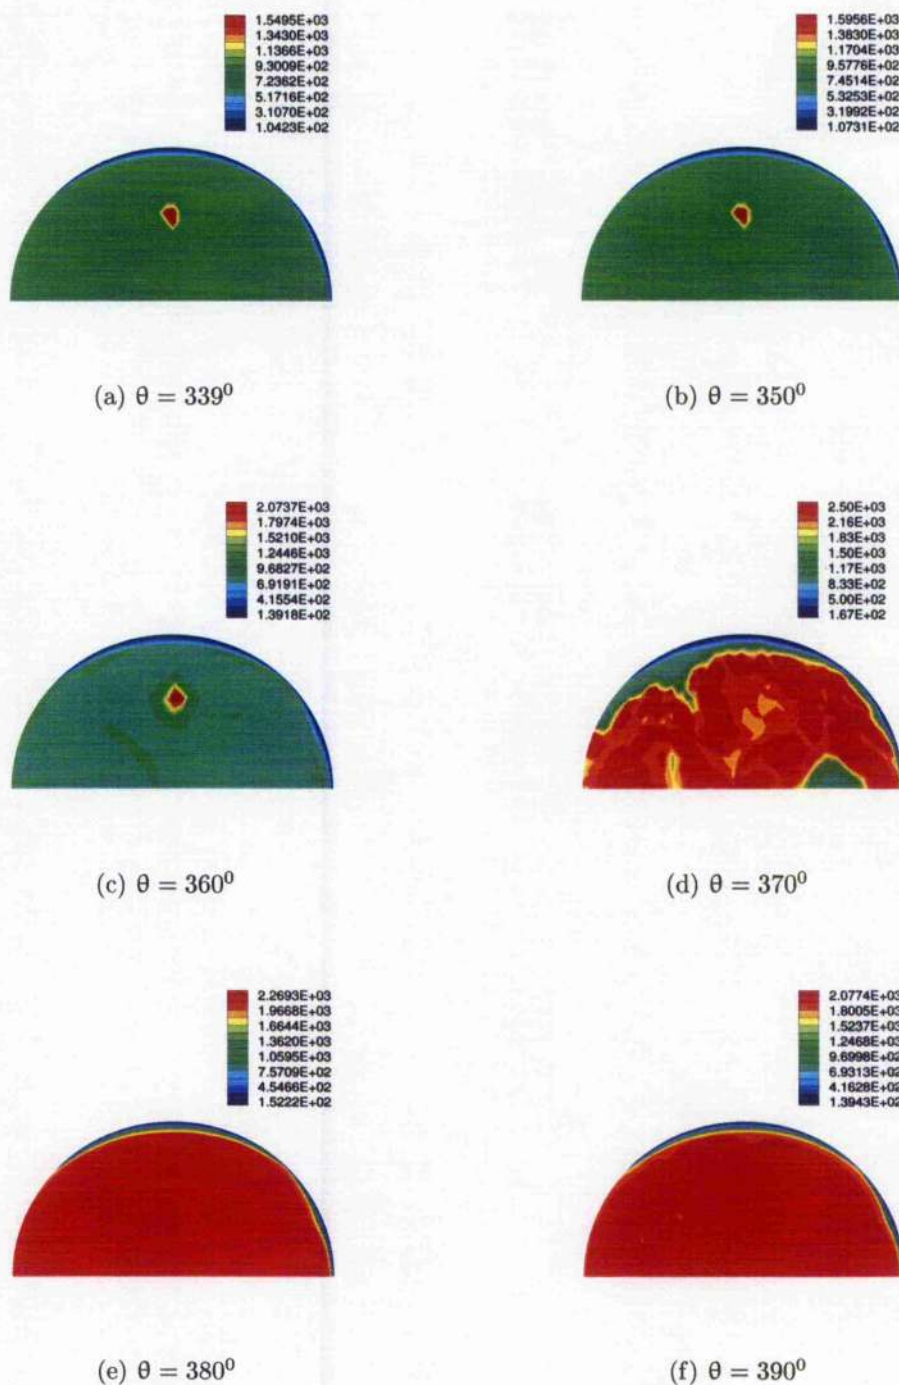 1.5495E+03
1.3430E+03
1.1366E+03
9.3009E+02
7.2362E+02
5.1716E+02
3.1070E+02
1.0423E+02
1.5956E+03
1.3830E+03
1.1704E+03
9.5776E+02
7.4514E+02
5.3253E+02
3.1992E+02
1.0731E+02
(a) θ = 339⁰
(b) θ = 350⁰
2.0737E+03
1.7974E+03
1.5210E+03
1.2446E+03
9.6827E+02
6.9191E+02
4.1554E+02
1.3918E+02
2.50E+03
2.16E+03
1.83E+03
1.50E+03
1.17E+03
8.33E+02
5.00E+02
1.67E+02
(c) θ = 360⁰
(d) θ = 370⁰
2.2693E+03
1.9668E+03
1.6644E+03
1.3620E+03
1.0595E+03
7.5709E+02
4.5466E+02
1.5222E+02
2.0774E+03
1.8005E+03
1.5237E+03
1.2468E+03
9.6998E+02
6.9313E+02
4.1628E+02
1.3943E+02
(e) θ = 380⁰
(f) θ = 390⁰